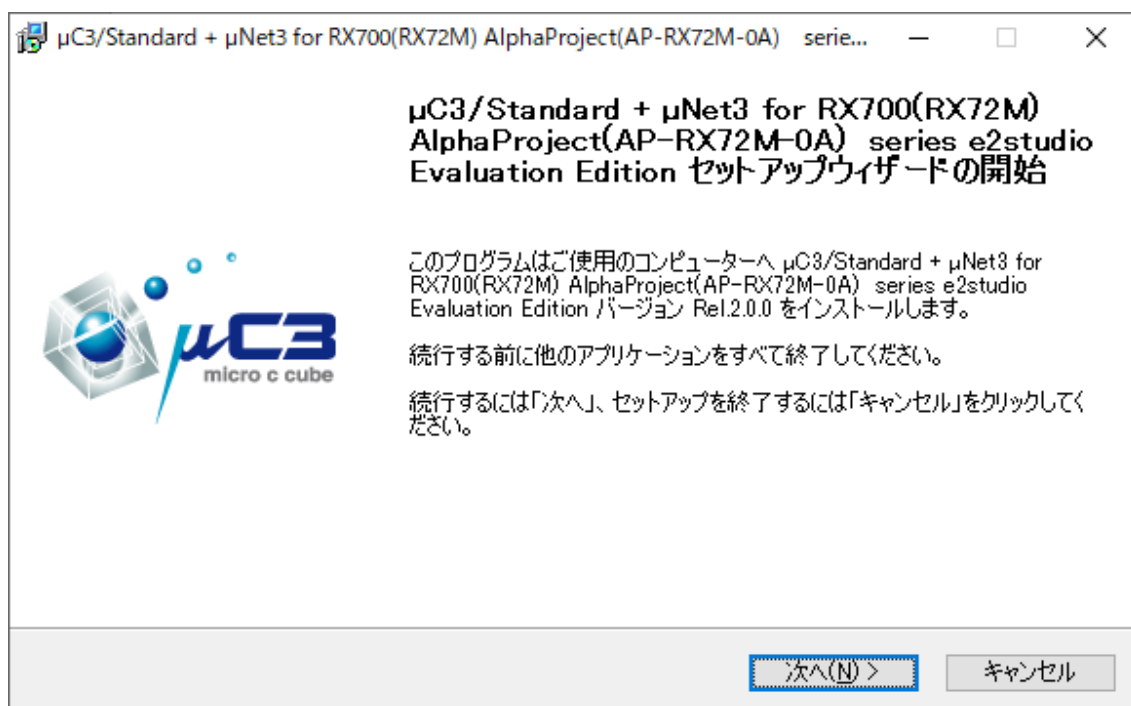 μC3/Standard + μNet3 for RX700(RX72M) AlphaProject(AP-RX72M-0A) serie...
μC3/Standard + μNet3 for RX700(RX72M)
AlphaProject(AP-RX72M-0A) series e2studio
Evaluation Edition セットアップウィザードの開始
このプログラムはご使用のコンピューターへ μC3/Standard + μNet3 for
RX700(RX72M) AlphaProject(AP-RX72M-0A) series e2studio
Evaluation Edition バージョン Rel.2.0.0 をインストールします。
続行する前に他のアプリケーションをすべて終了してください。
続行するには「次へ」、セットアップを終了するには「キャンセル」をクリックしてく
ださい。
μC3
micro c cube
次へ(N) >
キャンセル